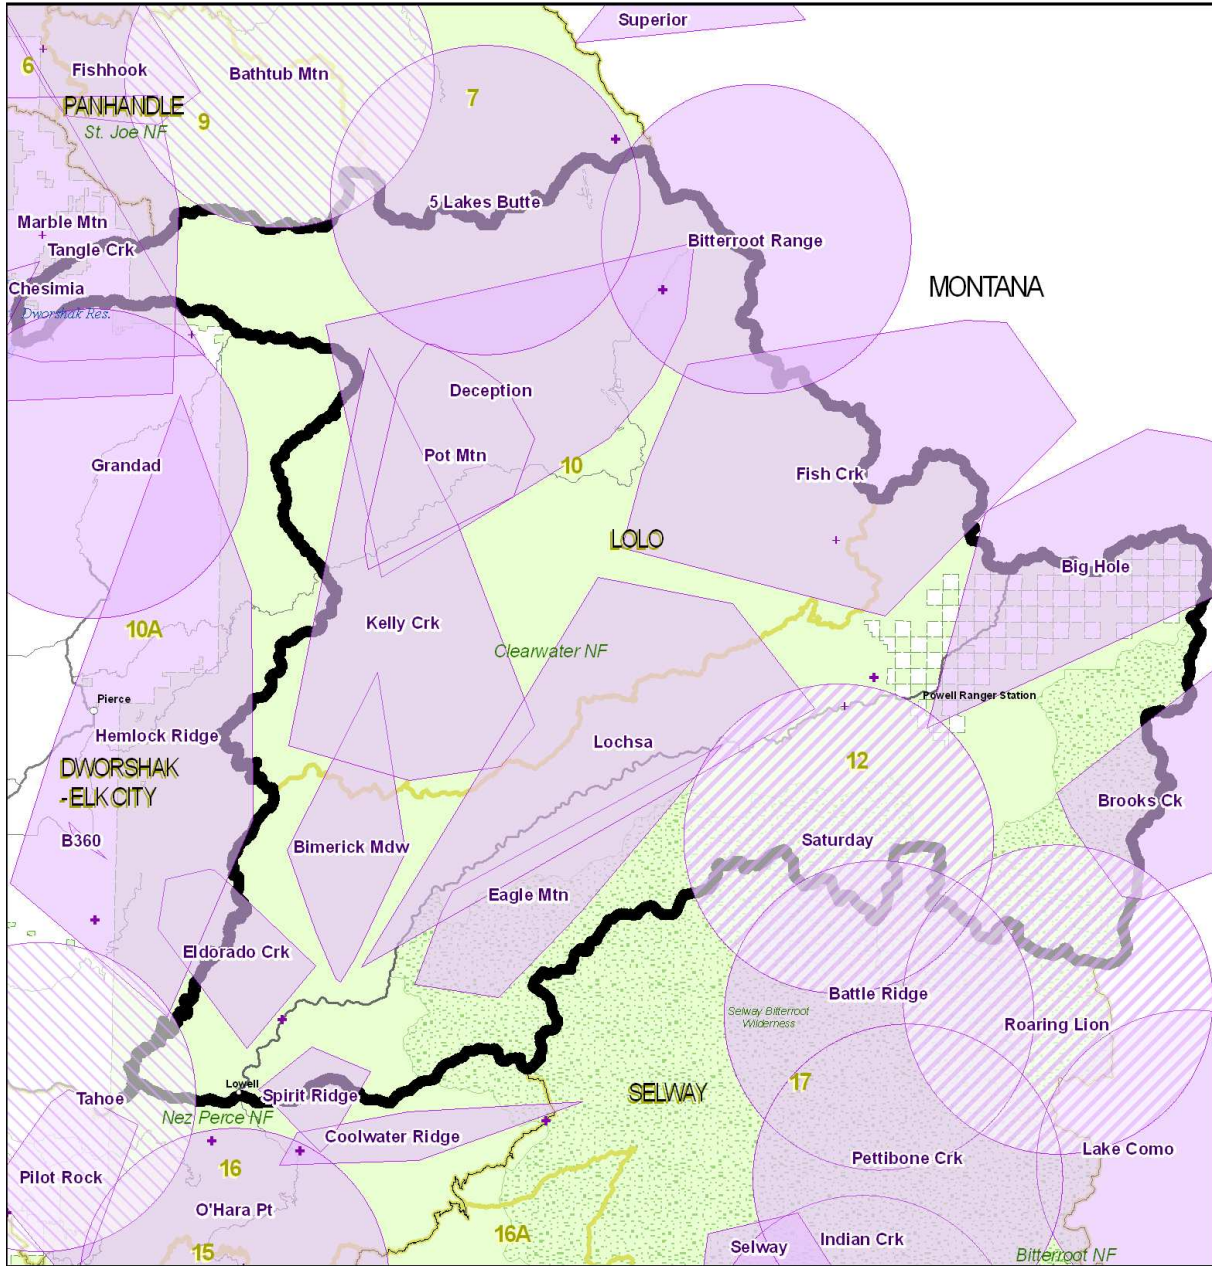 Superior
6
Fishhook
Bathtub Mtn
PANHANDLE
7
9
St. Joe NF
5 Lakes Butte
Marble Mtn
Tangle Crk
Bitterroot Range
Chesimia
MONTANA
Dworshak Res.
Deception
Pot Mtn
Grandad
10
Fish Crk
LOLO
Big Hole
10A
Kelly Crk
Clearwater NF
Pierce
Powell Ranger Station
Hemlock Ridge
Lochsa
DWORSHAK
-ELK CITY
12
Brooks Ck
B360
Bimerick Mdw
Saturday
Eagle Mtn
Eldorado Crk
Battle Ridge
Selway Bitterroot
Wilderness
Roaring Lion
Lowell
Tahoe
Spirit Ridge
SELWAY
17
Nez Perce NF
Coolwater Ridge
Lake Como
Pettibone Crk
16
Pilot Rock
O'Hara Pt
16A
Indian Crk
15
Selway
Bitterroot NF